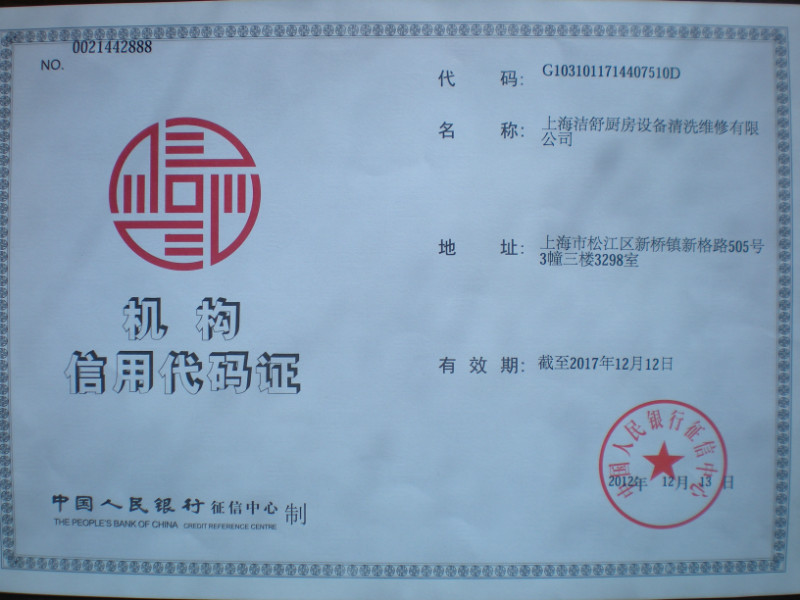 0021442888
NO.
代 码: G1031011714407510D
名 称: 上海洁舒厨房设备清洗维修有限
公司
地 址: 上海市松江区新桥镇新格路505号
3幢三楼3298室
机 构
信用代码证
有 效 期: 截至2017年12月12日
中国人民银行征信中心
2012年 12月 13 日
中国人民银行征信中心 制
THE PEOPLE'S BANK OF CHINA CREDIT REFERENCE CENTRE